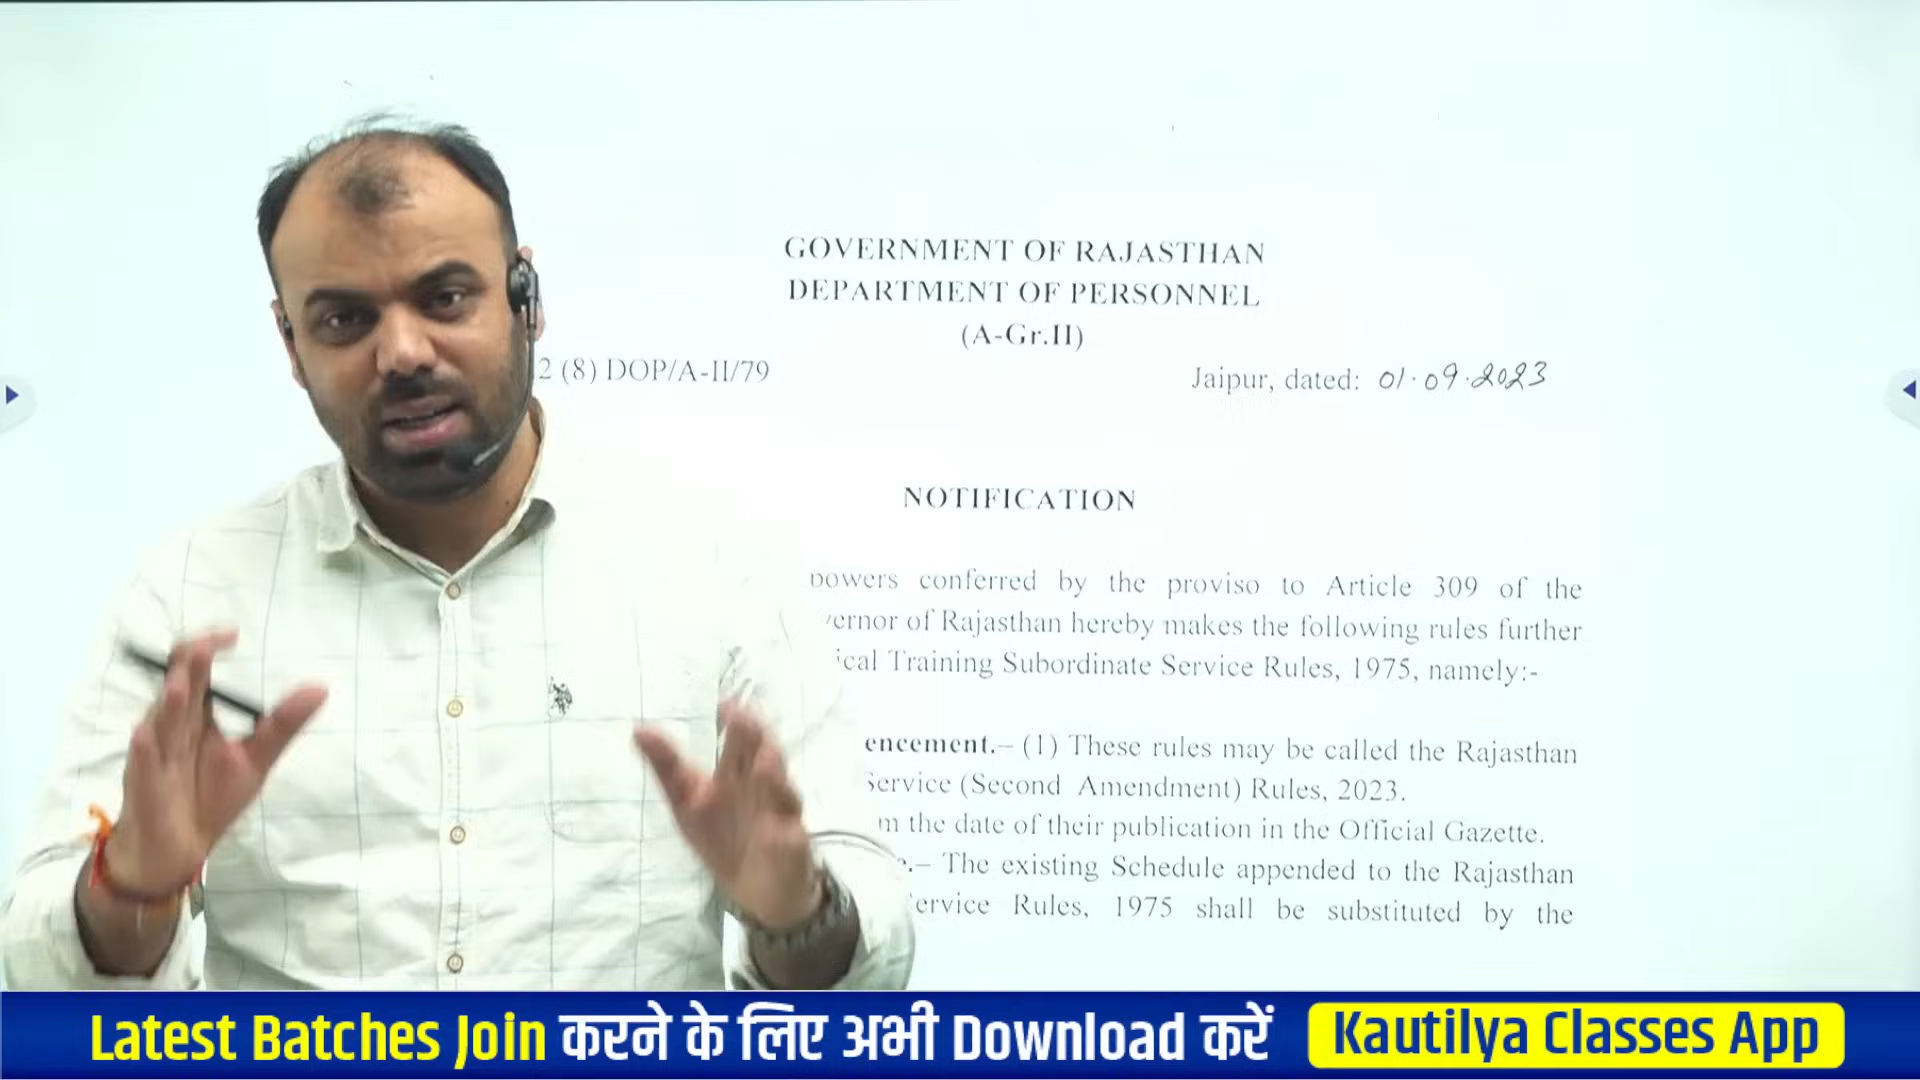 GOVERNMENT OF RAJASTHAN
DEPARTMENT OF PERSONNEL
(A-Gr.II)
2 (8) DOP/A-II/79
Jaipur, dated: 01.09.2023
NOTIFICATION
powers conferred by the proviso to Article 309 of the
of Rajasthan hereby makes the following rules further
Training Subordinate Service Rules, 1975, namely:-
(1) These rules may be called the Rajasthan
Service (Second Amendment) Rules, 2023.
the date of their publication in the Official Gazette.
.– The existing Schedule appended to the Rajasthan
Rules, 1975 shall be substituted by the
Latest Batches Join करने के लिए अभी Download करें Kautilya Classes App